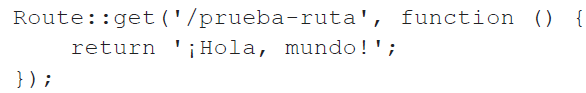 Route::get('/prueba-ruta', function () {
    return '¡Hola, mundo!';
});